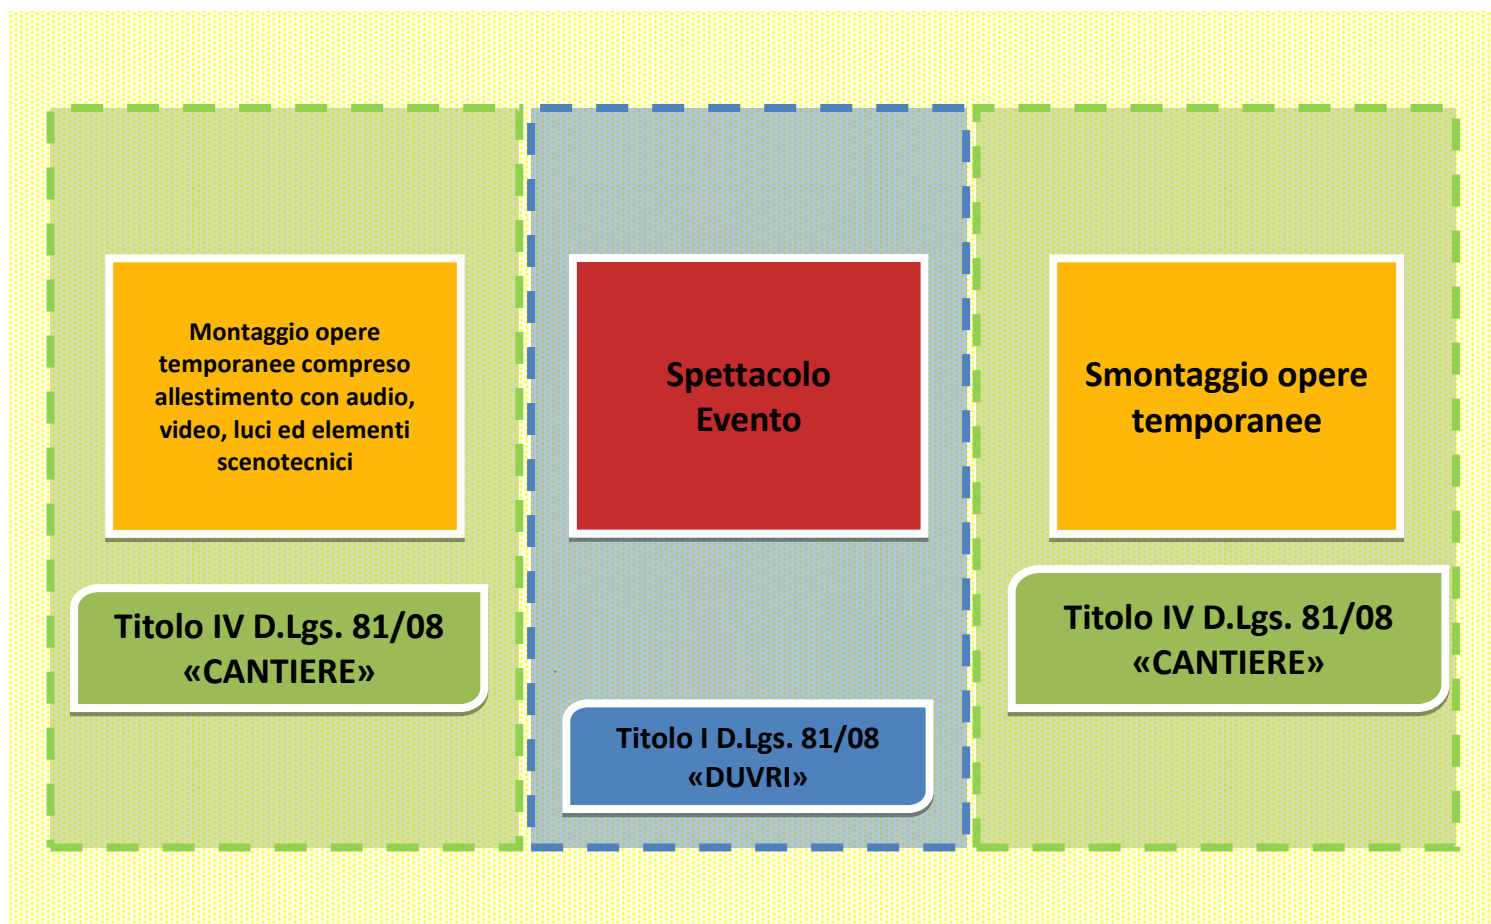 Montaggio opere
temporanee compreso
allestimento con audio,
video, luci ed elementi
scenotecnici
Titolo IV D.Lgs. 81/08
«CANTIERE»
Spettacolo
Evento
Titolo I D.Lgs. 81/08
«DUVRI»
Smontaggio opere
temporanee
Titolo IV D.Lgs. 81/08
«CANTIERE»